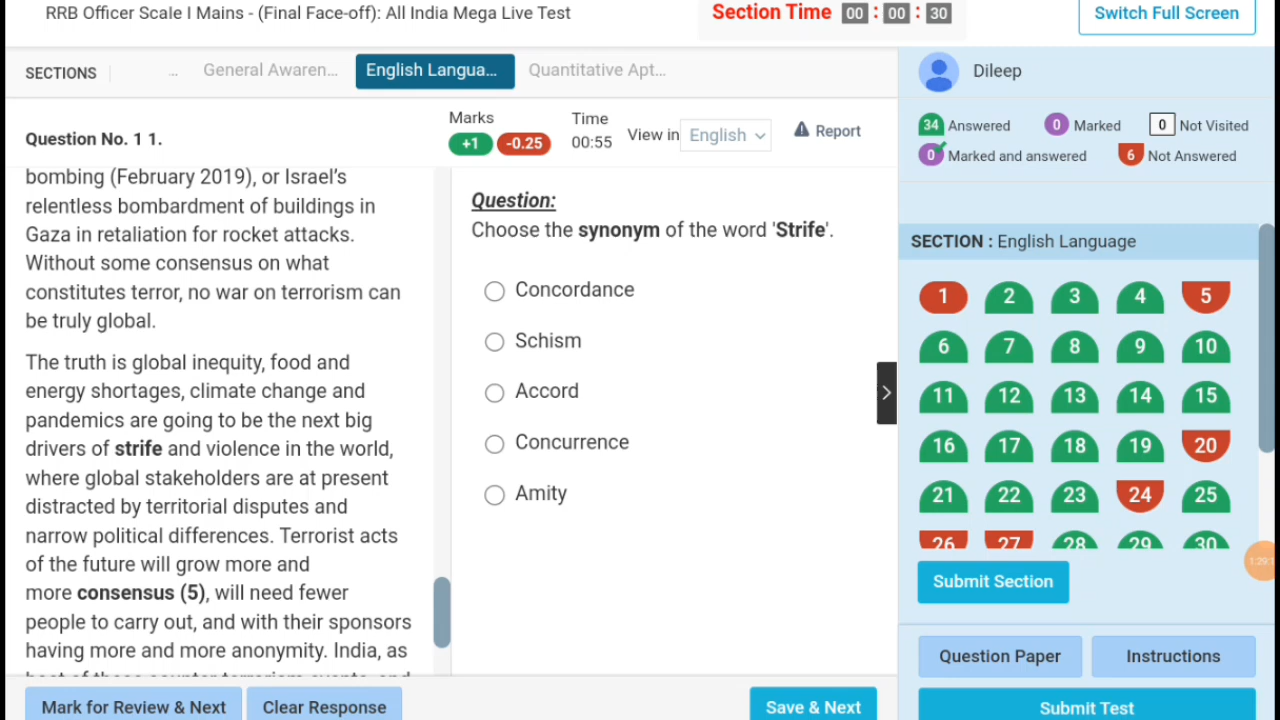 RRB Officer Scale I Mains - (Final Face-off): All India Mega Live Test
Section Time 00 : 00 : 30
Switch Full Screen
SECTIONS
...
General Awaren...
English Langua...
Quantitative Apt...
Dileep
34 Answered
0 Marked
0 Not Visited
0 Marked and answered
6 Not Answered
Question No. 1 1.
Marks
+1 -0.25
Time
00:55
View in English
Report
bombing (February 2019), or Israel's
relentless bombardment of buildings in
Gaza in retaliation for rocket attacks.
Without some consensus on what
constitutes terror, no war on terrorism can
be truly global.
The truth is global inequity, food and
energy shortages, climate change and
pandemics are going to be the next big
drivers of strife and violence in the world,
where global stakeholders are at present
distracted by territorial disputes and
narrow political differences. Terrorist acts
of the future will grow more and
more consensus (5), will need fewer
people to carry out, and with their sponsors
having more and more anonymity. India, as
Question:
Choose the synonym of the word 'Strife'.
Concordance
Schism
Accord
Concurrence
Amity
SECTION : English Language
1 2 3 4 5
6 7 8 9 10
11 12 13 14 15
16 17 18 19 20
21 22 23 24 25
26 27 28 29 30
Submit Section
Question Paper
Instructions
Mark for Review & Next
Clear Response
Save & Next
Submit Test